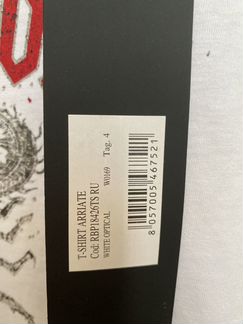 T-SHIRT ARRIATE
Cod: RBP18426TS RU
WHITE OPTICAL W0169 Tag. 4
8 057005 467521